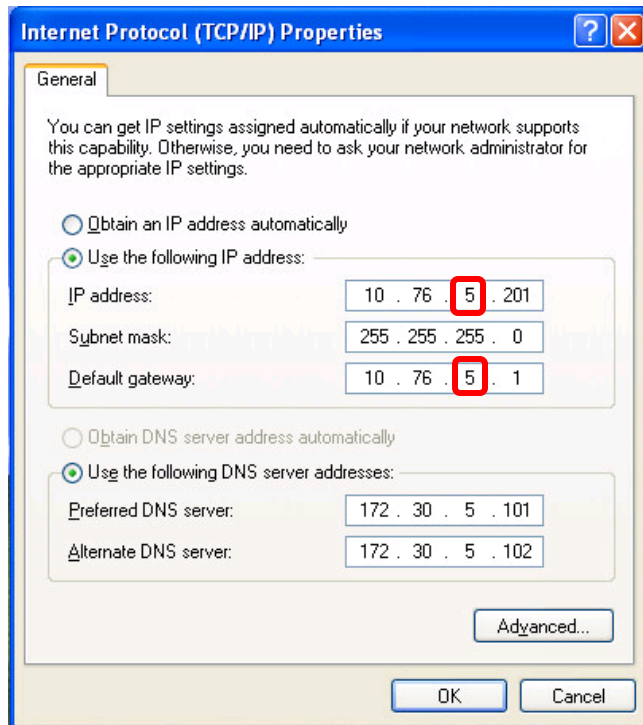 Internet Protocol (TCP/IP) Properties
General
You can get IP settings assigned automatically if your network supports
this capability. Otherwise, you need to ask your network administrator for
the appropriate IP settings.
Obtain an IP address automatically
Use the following IP address:
IP address: 10 . 76 . 5 . 201
Subnet mask: 255 . 255 . 255 . 0
Default gateway: 10 . 76 . 5 . 1
Obtain DNS server address automatically
Use the following DNS server addresses:
Preferred DNS server: 172 . 30 . 5 . 101
Alternate DNS server: 172 . 30 . 5 . 102
Advanced...
OK Cancel